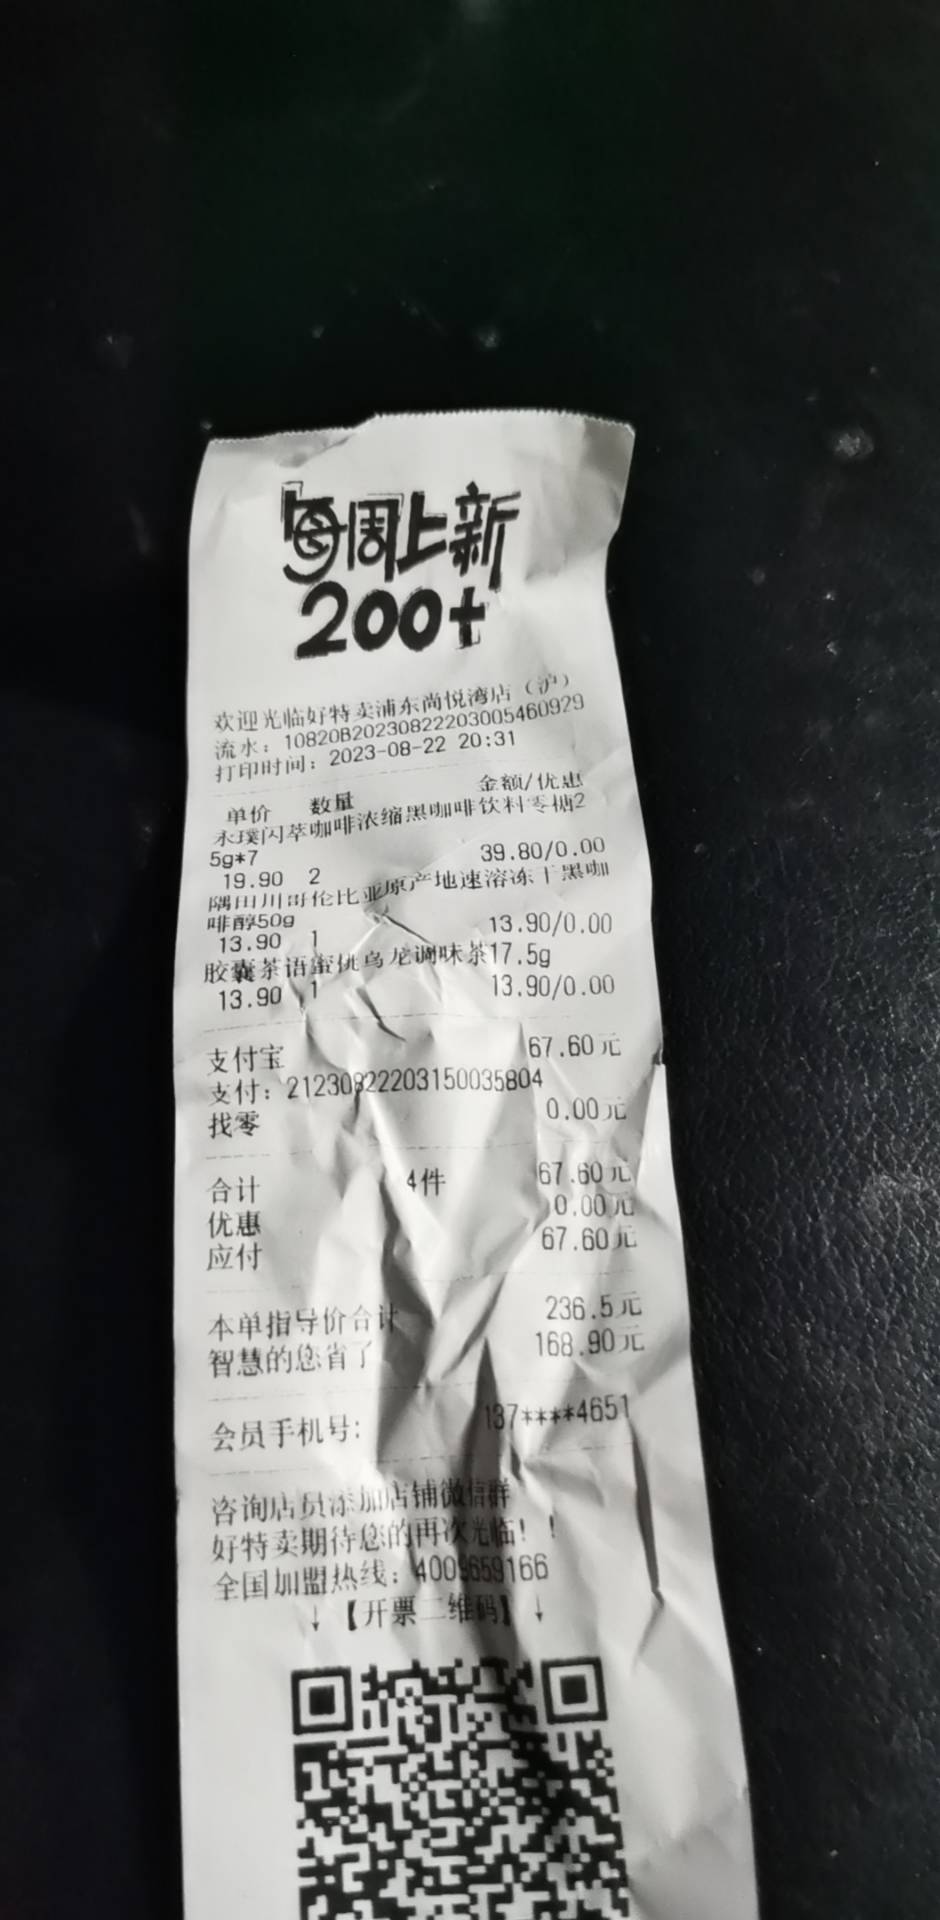 「每周」上新
200+
欢迎光临好特卖浦东尚悦湾店（沪）
流水：10820B20230822203005460929
打印时间：2023-08-22 20:31
单价 数量 金额/优惠
永璞闪萃咖啡浓缩黑咖啡饮料零糖2
5g*7
19.90 2 39.80/0.00
隅田川哥伦比亚原产地速溶冻干黑咖
啡醇50g
13.90 1 13.90/0.00
胶囊茶语蜜桃乌龙调味茶17.5g
13.90 1 13.90/0.00
支付宝 67.60元
支付：21230822203150035804
找零 0.00元
合计 4件 67.60元
优惠 0.00元
应付 67.60元
本单指导价合计 236.5元
智慧的您省了 168.90元
会员手机号: 137****4651
咨询店员添加店铺微信群
好特卖期待您的再次光临！！
全国加盟热线：4009659166
↓【开票二维码】↓